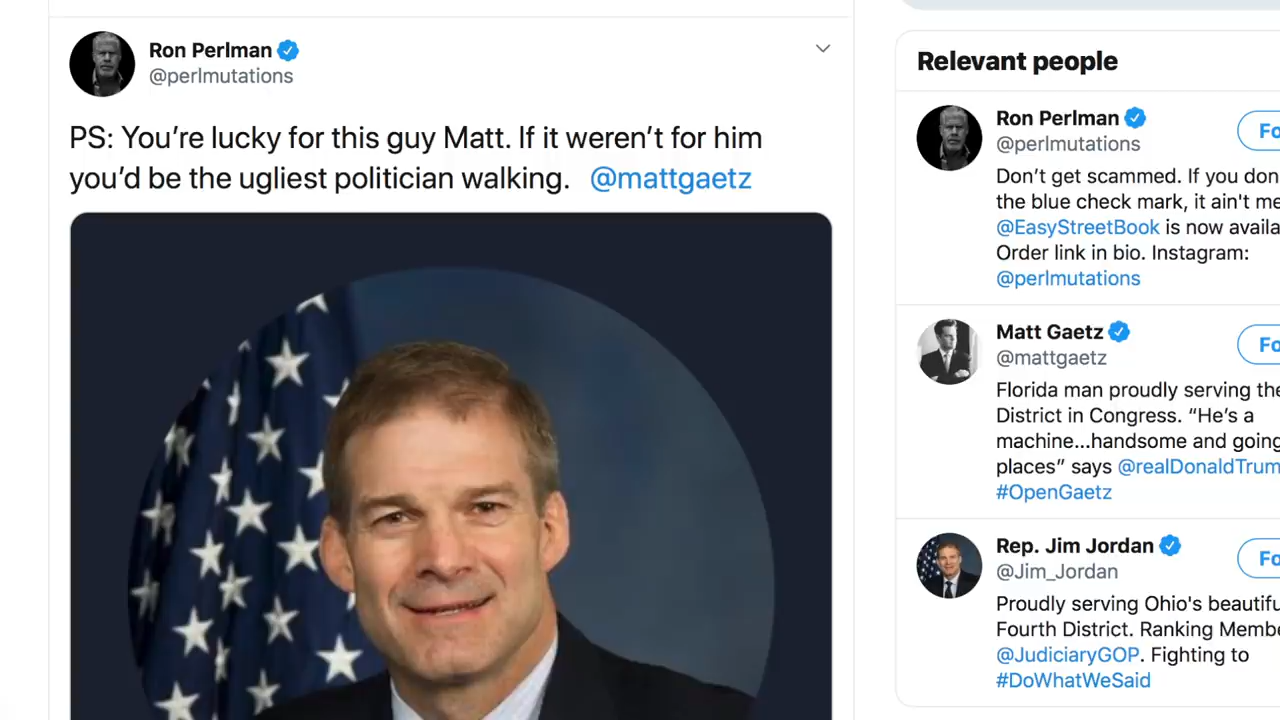 Ron Perlman
@perlmutations
PS: You’re lucky for this guy Matt. If it weren’t for him
you’d be the ugliest politician walking. @mattgaetz
Relevant people
Ron Perlman
@perlmutations
Fo
Don’t get scammed. If you don
the blue check mark, it ain't me
@EasyStreetBook is now availa
Order link in bio. Instagram:
@perlmutations
Matt Gaetz
@mattgaetz
Fo
Florida man proudly serving the
District in Congress. “He’s a
machine...handsome and going
places” says @realDonaldTrum
#OpenGaetz
Rep. Jim Jordan
@Jim_Jordan
Fo
Proudly serving Ohio's beautifu
Fourth District. Ranking Membe
@JudiciaryGOP. Fighting to
#DoWhatWeSaid